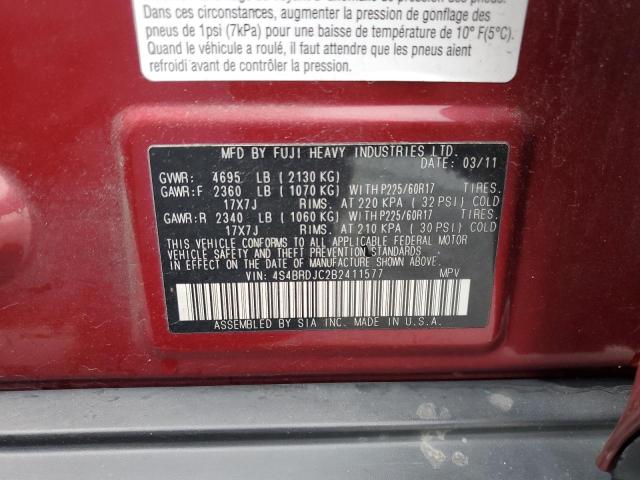 Dans ces circonstances, augmenter la pression de gonflage des
pneus de 1psi (7kPa) pour une baisse de température de 10° F(5°C).
Quand le véhicule a roulé, il faut attendre que les pneus aient
refroidi avant de contrôler la pression.
MFD BY FUJI HEAVY INDUSTRIES LTD.
DATE: 03/11
GVWR: 4695 LB (2130 KG)
GAWR:F 2360 LB (1070 KG) WITH P225/60R17 TIRES.
17X7J RIMS. AT 220 KPA (32 PSI) COLD
GAWR:R 2340 LB (1060 KG) WITH P225/60R17 TIRES.
17X7J RIMS. AT 210 KPA (30 PSI) COLD
THIS VEHICLE CONFORMS TO ALL APPLICABLE FEDERAL MOTOR
VEHICLE SAFETY AND THEFT PREVENTION STANDARDS
IN EFFECT ON THE DATE OF MANUFACTURE SHOWN ABOVE.
VIN: 4S4BRDJC2B2411577 MPV
ASSEMBLED BY SIA INC. MADE IN U.S.A.